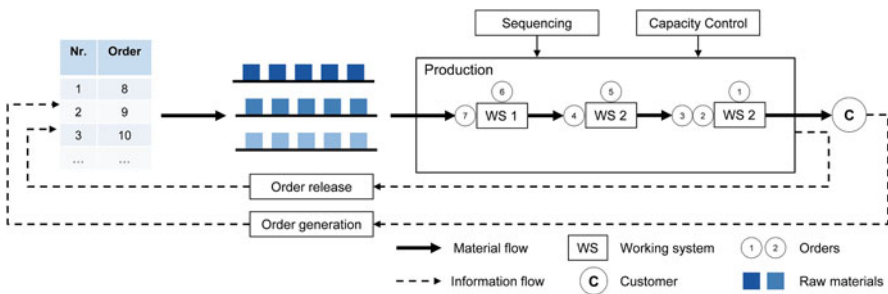 Sequencing
Capacity Control
Nr. Order
1 8
2 9
3 10
... ...
Production
6
5
1
7 WS 1
4 WS 2
3 2 WS 2
C
Order release
Order generation
Material flow
WS Working system
1 2 Orders
Information flow
C Customer
Raw materials